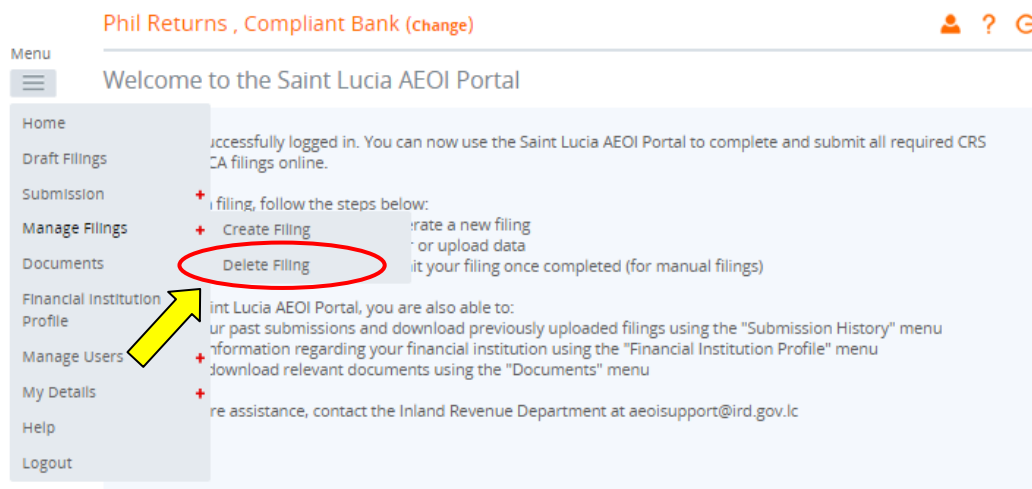 Phil Returns , Compliant Bank (Change)
?
Menu
Welcome to the Saint Lucia AEOI Portal
Home
Draft Filings
Submission +
Manage Filings +
Documents
Financial Institution
Profile
Manage Users +
My Details +
Help
Logout
Create Filing
Delete Filing
successfully logged in. You can now use the Saint Lucia AEOI Portal to complete and submit all required CRS
CA filings online.
filing, follow the steps below:
erate a new filing
or upload data
it your filing once completed (for manual filings)
int Lucia AEOI Portal, you are also able to:
ur past submissions and download previously uploaded filings using the "Submission History" menu
nformation regarding your financial institution using the "Financial Institution Profile" menu
download relevant documents using the "Documents" menu
re assistance, contact the Inland Revenue Department at aeoisupport@ird.gov.lc